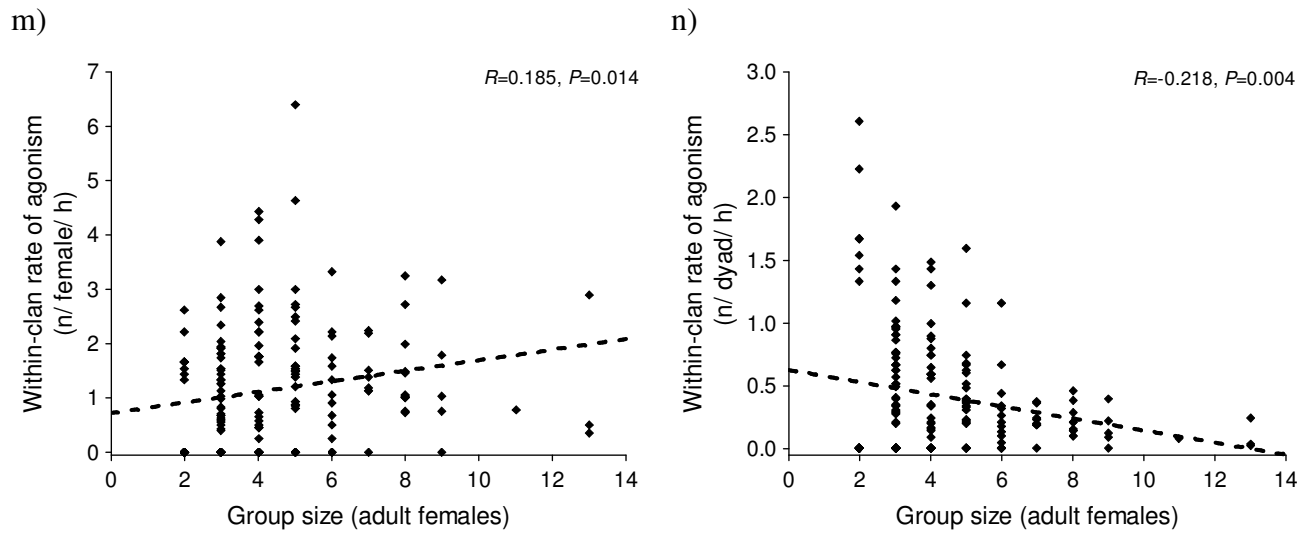 m)
R=0.185, P=0.014
Within-clan rate of agonism
(n/ female/ h)
7
6
5
4
3
2
1
0
0 2 4 6 8 10 12 14
Group size (adult females)
n)
R=-0.218, P=0.004
Within-clan rate of agonism
(n/ dyad/ h)
3.0
2.5
2.0
1.5
1.0
0.5
0.0
0 2 4 6 8 10 12 14
Group size (adult females)